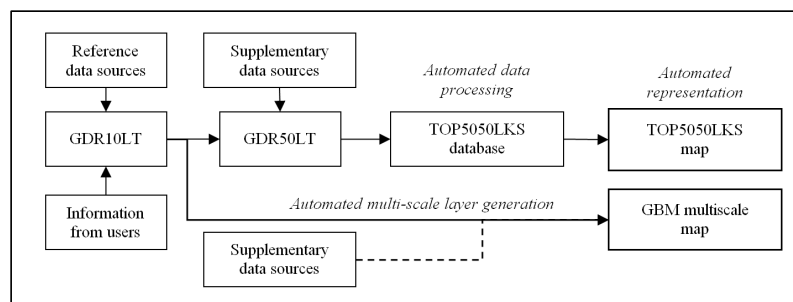 Reference
data sources
Supplementary
data sources
Automated data
processing
Automated
representation
GDR10LT
GDR50LT
TOP5050LKS
database
TOP5050LKS
map
Information
from users
Automated multi-scale layer generation
GBM multiscale
map
Supplementary
data sources